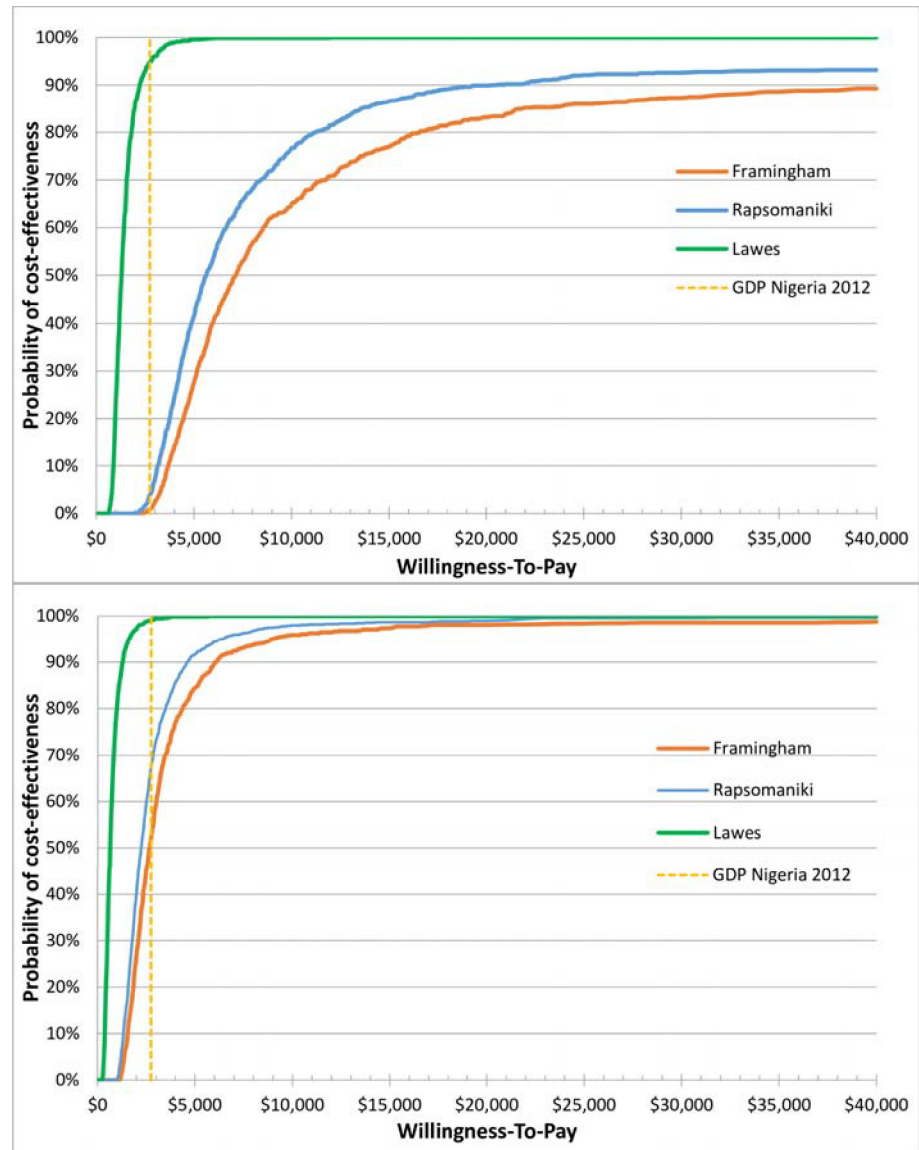 100%
90%
80%
70%
60%
50%
40%
30%
20%
10%
0%
Probability of cost-effectiveness
Framingham
Rapsomaniki
Lawes
GDP Nigeria 2012
$0 $5,000 $10,000 $15,000 $20,000 $25,000 $30,000 $35,000 $40,000
Willingness-To-Pay
100%
90%
80%
70%
60%
50%
40%
30%
20%
10%
0%
Probability of cost-effectiveness
Framingham
Rapsomaniki
Lawes
GDP Nigeria 2012
$0 $5,000 $10,000 $15,000 $20,000 $25,000 $30,000 $35,000 $40,000
Willingness-To-Pay